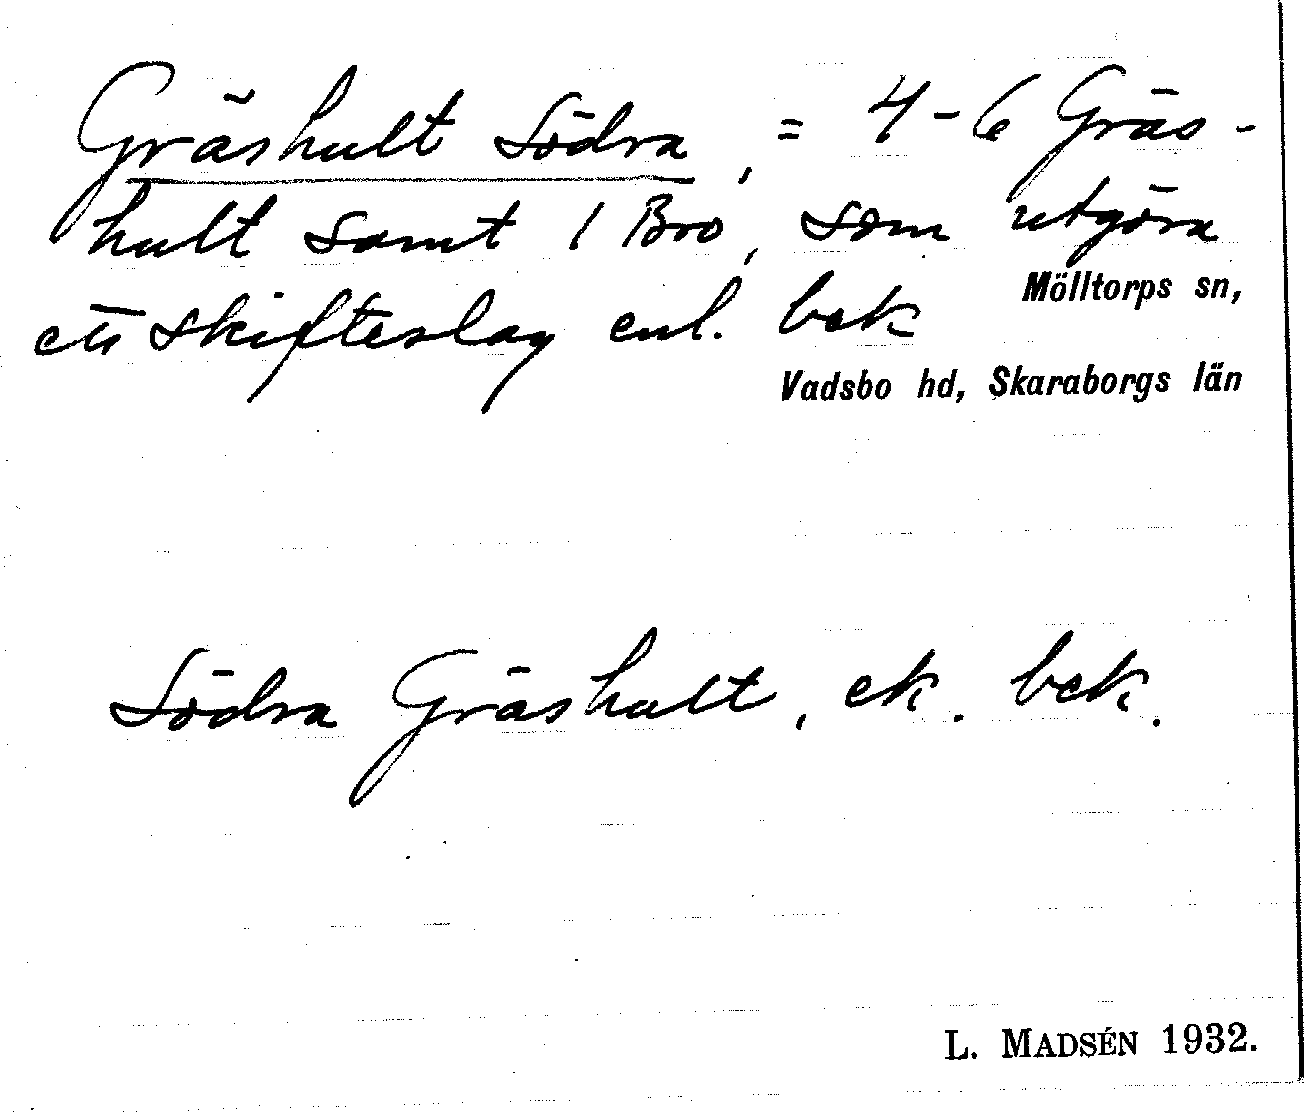 Gräshult Södra, = 4-6 Gräs-
hult samt 1 Bro, som utgöra
ett skifteslag enl. bek
Mölltorps sn,
Vadsbo hd, Skaraborgs län
Södra Gräshult, ek. bek.
L. MADSÉN 1932.